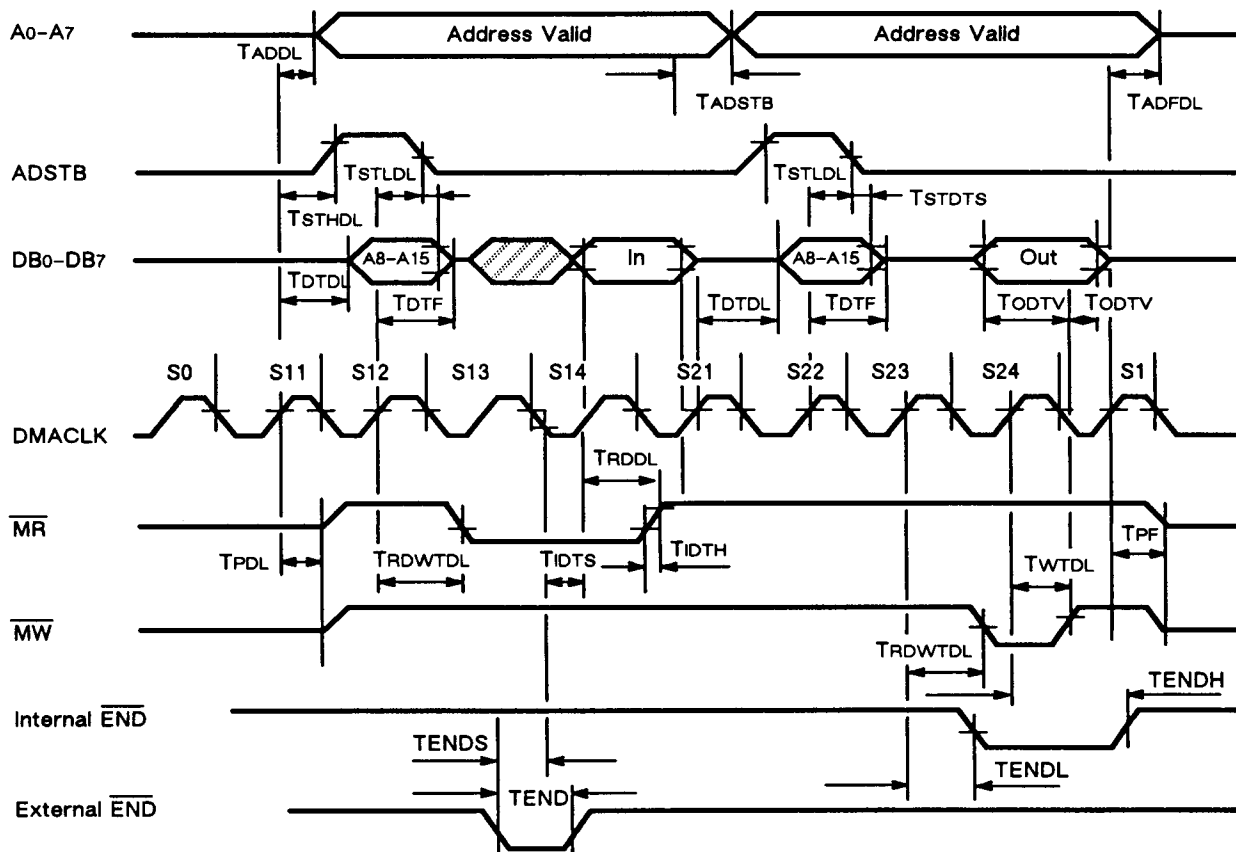 A0-A7 Address Valid Address Valid
TADDL TADSTB TADFDL
ADSTB TSTLDL TSTLDL TSTDTS
TSTHDL
DB0-DB7 A8-A15 In A8-A15 Out
TDTDL TDTF TDTDL TDTF TODTV TODTV
S0 S11 S12 S13 S14 S21 S22 S23 S24 S1
DMACLK
TRDDL
MR
TPDL TRDWTDL TIDTS TIDTH TWTDL TPF
MW
TRDWTDL
TENDH
Internal END
TENDS TENDL
TEND
External END